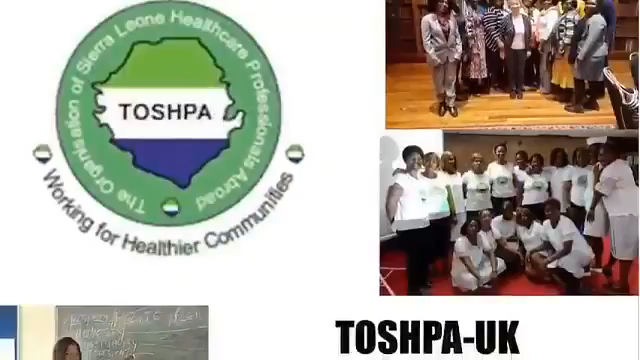 The Organisation of Sierra Leone Healthcare Professionals Abroad
TOSHPA
Working for Healthier Communities
TOSHPA-UK